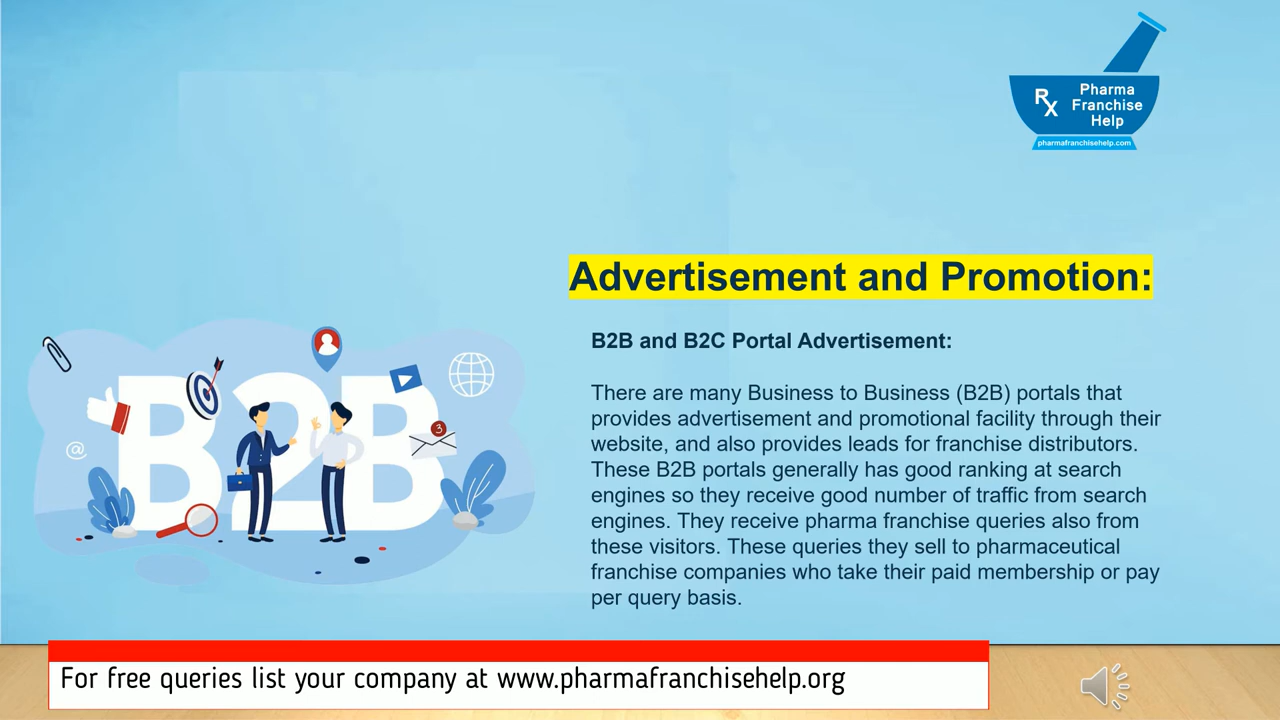 Rx
Pharma
Franchise
Help
pharmafranchisehelp.com
Advertisement and Promotion:
B2B and B2C Portal Advertisement:
There are many Business to Business (B2B) portals that
provides advertisement and promotional facility through their
website, and also provides leads for franchise distributors.
These B2B portals generally has good ranking at search
engines so they receive good number of traffic from search
engines. They receive pharma franchise queries also from
these visitors. These queries they sell to pharmaceutical
franchise companies who take their paid membership or pay
per query basis.
B2B
@
3
For free queries list your company at www.pharmafranchisehelp.org